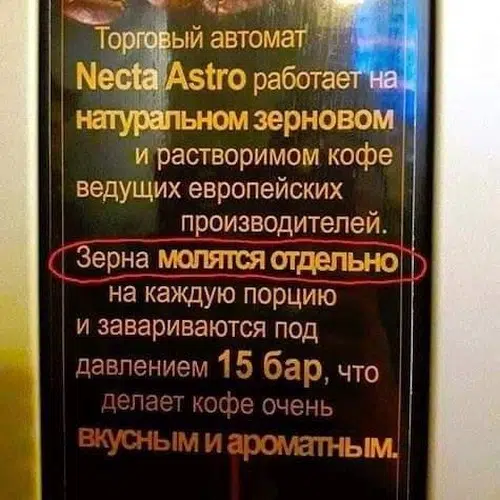 Торговый автомат
Necta Astro работает на
натуральном зерновом
и растворимом кофе
ведущих европейских
производителей.
Зерна молятся отдельно
на каждую порцию
и завариваются под
давлением 15 бар, что
делает кофе очень
вкусным и ароматным.